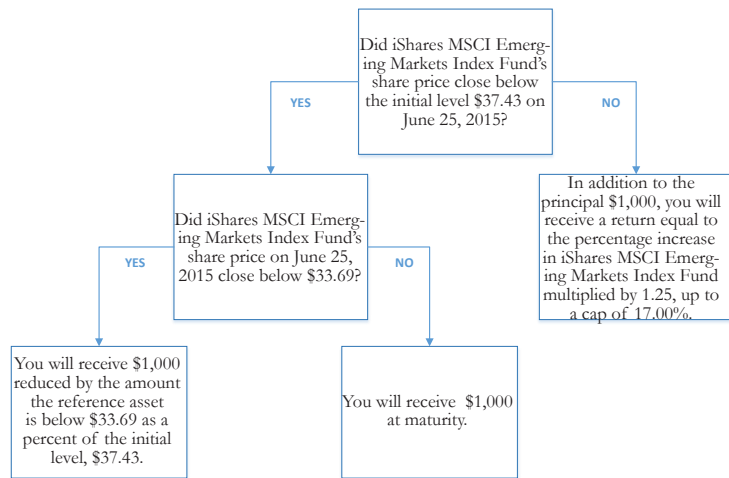 Did iShares MSCI Emerg-
ing Markets Index Fund's
share price close below
the initial level $37.43 on
June 25, 2015?
YES
NO
Did iShares MSCI Emerg-
ing Markets Index Fund's
share price on June 25,
2015 close below $33.69?
In addition to the
principal $1,000, you will
receive a return equal to
the percentage increase
in iShares MSCI Emerg-
ing Markets Index Fund
multiplied by 1.25, up to
a cap of 17.00%.
YES
NO
You will receive $1,000
reduced by the amount
the reference asset
is below $33.69 as a
percent of the initial
level, $37.43.
You will receive $1,000
at maturity.